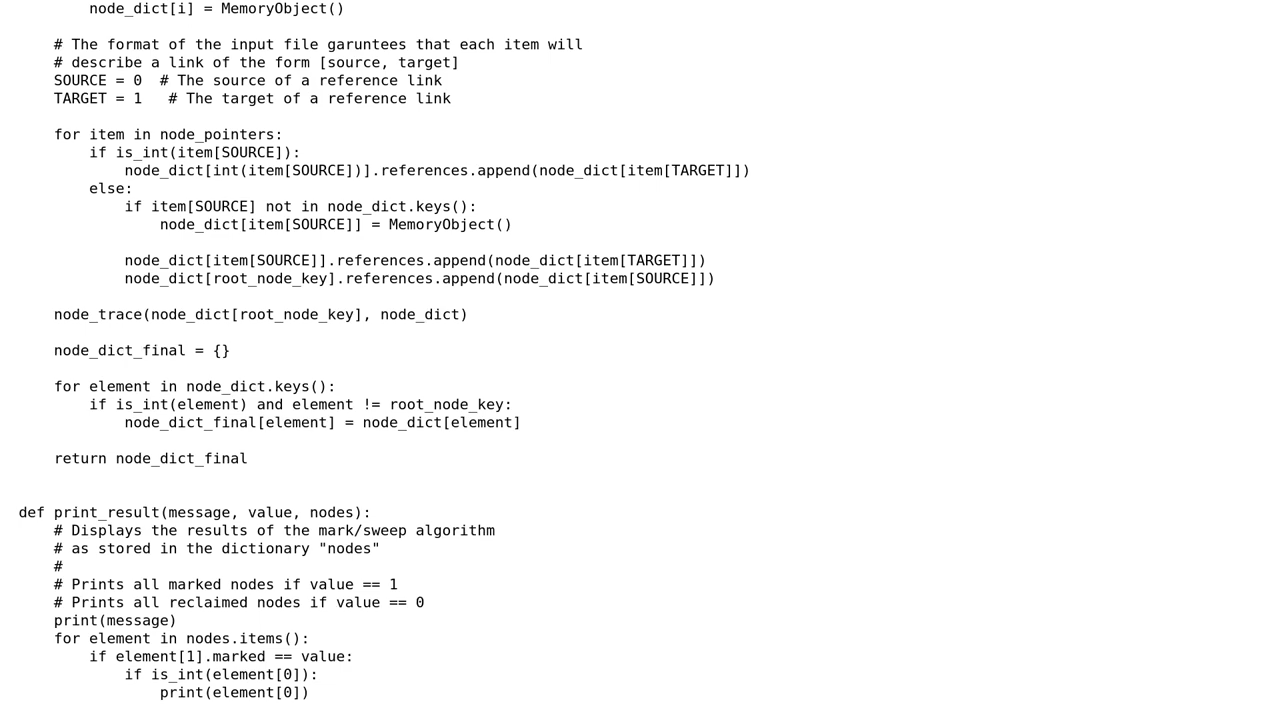 node_dict[i] = MemoryObject()

    # The format of the input file garuntees that each item will
    # describe a link of the form [source, target]
    SOURCE = 0  # The source of a reference link
    TARGET = 1   # The target of a reference link

    for item in node_pointers:
        if is_int(item[SOURCE]):
            node_dict[int(item[SOURCE])].references.append(node_dict[item[TARGET]])
        else:
            if item[SOURCE] not in node_dict.keys():
                node_dict[item[SOURCE]] = MemoryObject()

            node_dict[item[SOURCE]].references.append(node_dict[item[TARGET]])
            node_dict[root_node_key].references.append(node_dict[item[SOURCE]])

    node_trace(node_dict[root_node_key], node_dict)

    node_dict_final = {}

    for element in node_dict.keys():
        if is_int(element) and element != root_node_key:
            node_dict_final[element] = node_dict[element]

    return node_dict_final


def print_result(message, value, nodes):
    # Displays the results of the mark/sweep algorithm
    # as stored in the dictionary "nodes"
    #
    # Prints all marked nodes if value == 1
    # Prints all reclaimed nodes if value == 0
    print(message)
    for element in nodes.items():
        if element[1].marked == value:
            if is_int(element[0]):
                print(element[0])